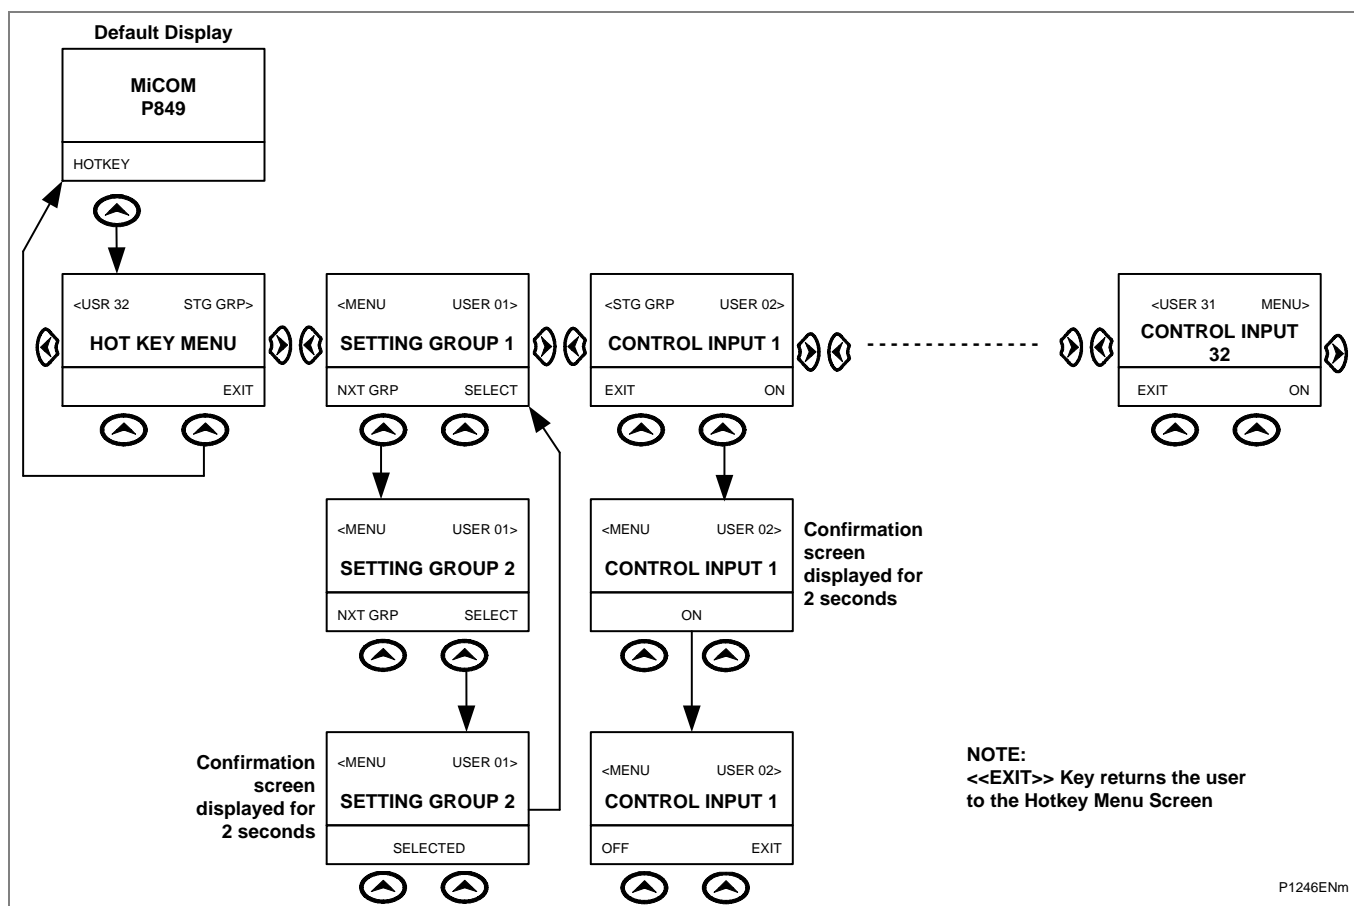 Default Display
MiCOM
P849
HOTKEY
<USR 32 STG GRP>
HOT KEY MENU
EXIT
<MENU USER 01>
SETTING GROUP 1
NXT GRP SELECT
<STG GRP USER 02>
CONTROL INPUT 1
EXIT ON
<USER 31 MENU>
CONTROL INPUT
32
EXIT ON
<MENU USER 01>
SETTING GROUP 2
NXT GRP SELECT
<MENU USER 02>
CONTROL INPUT 1
ON
Confirmation
screen
displayed for
2 seconds
Confirmation
screen
displayed for
2 seconds
<MENU USER 01>
SETTING GROUP 2
SELECTED
<MENU USER 02>
CONTROL INPUT 1
OFF EXIT
NOTE:
<<EXIT>> Key returns the user
to the Hotkey Menu Screen
P1246ENm